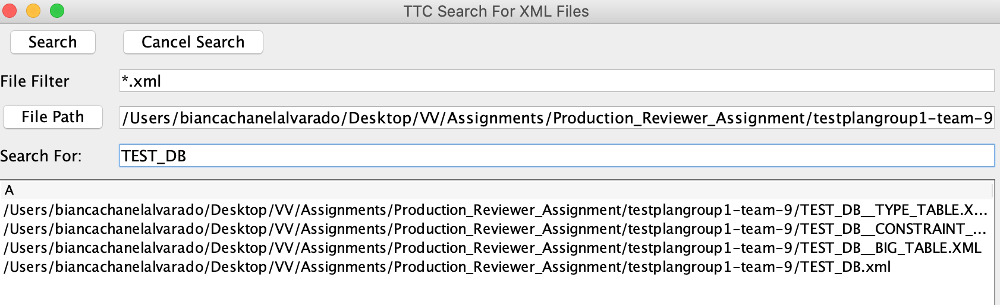 TTC Search For XML Files
Search Cancel Search
File Filter *.xml
File Path /Users/biancachanelalvarado/Desktop/VV/Assignments/Production_Reviewer_Assignment/testplangroup1-team-9
Search For: TEST_DB
A
/Users/biancachanelalvarado/Desktop/VV/Assignments/Production_Reviewer_Assignment/testplangroup1-team-9/TEST_DB__TYPE_TABLE.X...
/Users/biancachanelalvarado/Desktop/VV/Assignments/Production_Reviewer_Assignment/testplangroup1-team-9/TEST_DB__CONSTRAINT_...
/Users/biancachanelalvarado/Desktop/VV/Assignments/Production_Reviewer_Assignment/testplangroup1-team-9/TEST_DB__BIG_TABLE.XML
/Users/biancachanelalvarado/Desktop/VV/Assignments/Production_Reviewer_Assignment/testplangroup1-team-9/TEST_DB.xml